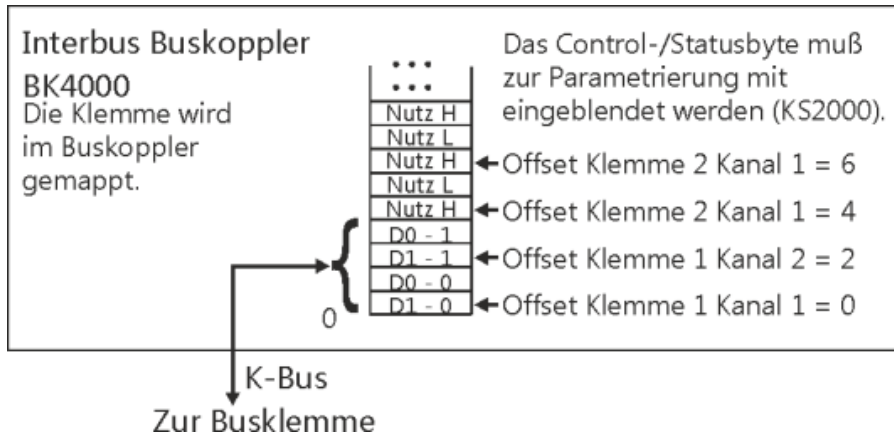 Interbus Buskoppler
BK4000
Die Klemme wird
im Buskoppler
gemappt.
Das Control-/Statusbyte muß
zur Parametrierung mit
eingeblendet werden (KS2000).
Nutz H
Nutz L
Nutz H
Offset Klemme 2 Kanal 1 = 6
Nutz L
Nutz H
Offset Klemme 2 Kanal 1 = 4
D0 - 1
D1 - 1
Offset Klemme 1 Kanal 2 = 2
D0 - 0
D1 - 0
Offset Klemme 1 Kanal 1 = 0
0
K-Bus
Zur Busklemme